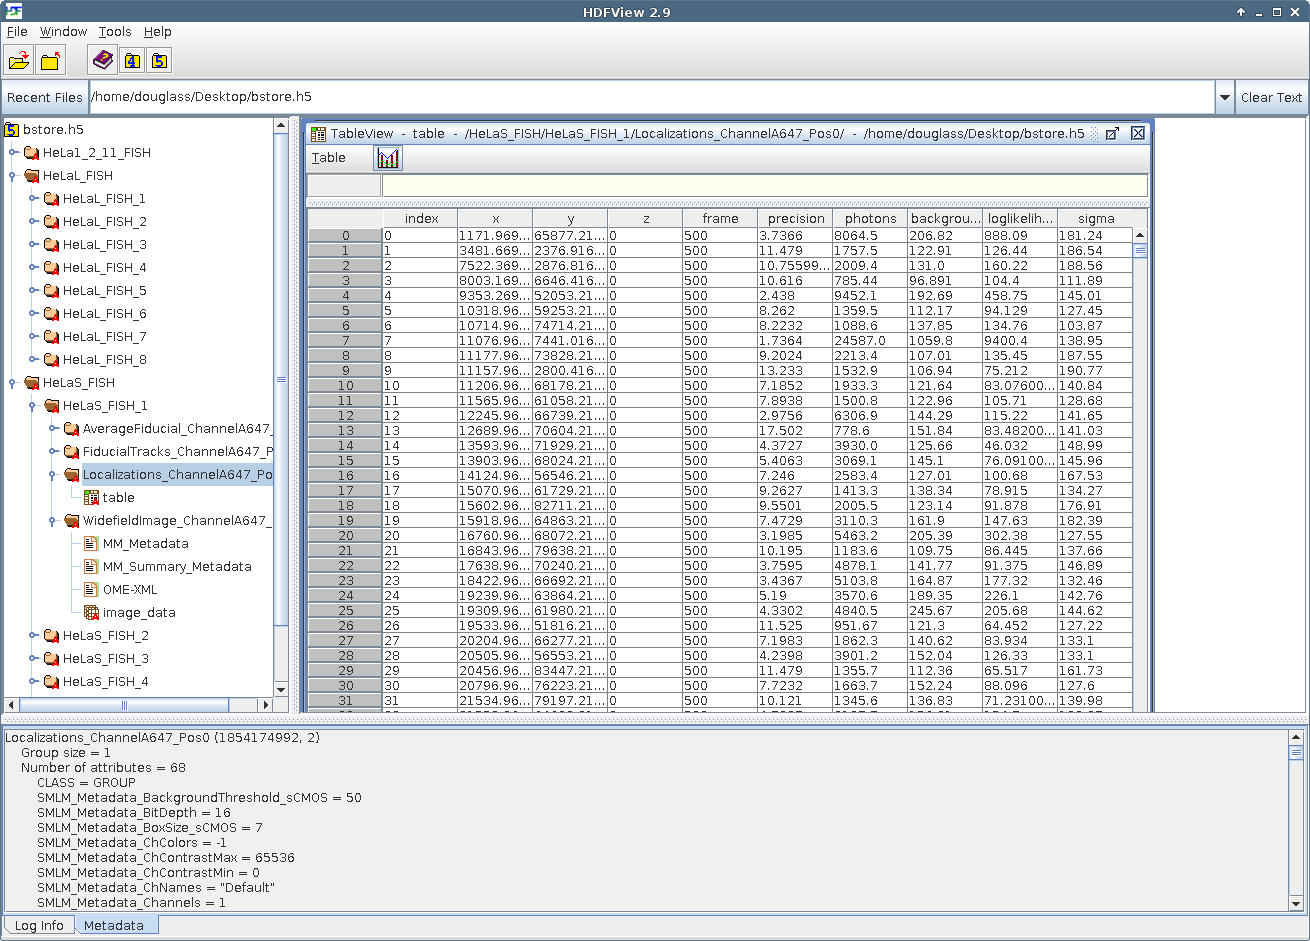 HDFView 2.9
File Window Tools Help
4 5
Recent Files /home/douglass/Desktop/bstore.h5 Clear Text
5 bstore.h5
HeLa1_2_11_FISH
HeLaL_FISH
HeLaL_FISH_1
HeLaL_FISH_2
HeLaL_FISH_3
HeLaL_FISH_4
HeLaL_FISH_5
HeLaL_FISH_6
HeLaL_FISH_7
HeLaL_FISH_8
HeLaS_FISH
HeLaS_FISH_1
AverageFiducial_ChannelA647_
FiducialTracks_ChannelA647_P
Localizations_ChannelA647_Po
table
WidefieldImage_ChannelA647_
MM_Metadata
MM_Summary_Metadata
OME-XML
image_data
HeLaS_FISH_2
HeLaS_FISH_3
HeLaS_FISH_4
TableView - table - /HeLaS_FISH/HeLaS_FISH_1/Localizations_ChannelA647_Pos0/ - /home/douglass/Desktop/bstore.h5
Table
index x y z frame precision photons backgrou... loglikelih... sigma
0 0 1171.969... 65877.21... 0 500 3.7366 8064.5 206.82 888.09 181.24
1 1 3481.669... 2376.916... 0 500 11.479 1757.5 122.91 126.44 186.54
2 2 7522.369... 2876.816... 0 500 10.75599... 2009.4 131.0 160.22 188.56
3 3 8003.169... 6646.416... 0 500 10.616 785.44 96.891 104.4 111.89
4 4 9353.269... 52053.21... 0 500 2.438 9452.1 192.69 458.75 145.01
5 5 10318.96... 59253.21... 0 500 8.262 1359.5 112.17 94.129 127.45
6 6 10714.96... 74714.21... 0 500 8.2232 1088.6 137.85 134.76 103.87
7 7 11076.96... 7441.016... 0 500 1.7364 24587.0 1059.8 9400.4 138.95
8 8 11177.96... 73828.21... 0 500 9.2024 2213.4 107.01 135.45 187.55
9 9 11157.96... 2800.416... 0 500 13.233 1532.9 106.94 75.212 190.77
10 10 11206.96... 68178.21... 0 500 7.1852 1933.3 121.64 83.07600... 140.84
11 11 11565.96... 61058.21... 0 500 7.8938 1500.8 122.96 105.71 128.68
12 12 12245.96... 66739.21... 0 500 2.9756 6306.9 144.29 115.22 141.65
13 13 12689.96... 70604.21... 0 500 17.502 778.6 151.84 83.48200... 141.03
14 14 13593.96... 71929.21... 0 500 4.3727 3930.0 125.66 46.032 148.99
15 15 13903.96... 68024.21... 0 500 5.4063 3069.1 145.1 76.09100... 145.96
16 16 14124.96... 56546.21... 0 500 7.246 2583.4 127.01 100.68 167.53
17 17 15070.96... 61729.21... 0 500 9.2627 1413.3 138.34 78.915 134.27
18 18 15602.96... 82711.21... 0 500 9.5501 2005.5 123.14 91.878 176.91
19 19 15918.96... 64863.21... 0 500 7.4729 3110.3 161.9 147.63 182.39
20 20 16760.96... 68072.21... 0 500 3.1985 5463.2 205.39 302.38 127.55
21 21 16843.96... 79638.21... 0 500 10.195 1183.6 109.75 86.445 137.66
22 22 17638.96... 70240.21... 0 500 3.7595 4878.1 141.77 91.375 146.89
23 23 18422.96... 66692.21... 0 500 3.4367 5103.8 164.87 177.32 132.46
24 24 19239.96... 63864.21... 0 500 5.19 3570.6 189.35 226.1 142.76
25 25 19309.96... 61980.21... 0 500 4.3302 4840.5 245.67 205.68 144.62
26 26 19533.96... 51816.21... 0 500 11.525 951.67 121.3 64.452 127.22
27 27 20204.96... 66277.21... 0 500 7.1983 1862.3 140.62 83.934 133.1
28 28 20505.96... 56553.21... 0 500 4.2398 3901.2 152.04 126.33 133.1
29 29 20456.96... 83447.21... 0 500 11.479 1355.7 112.36 65.517 161.73
30 30 20796.96... 76223.21... 0 500 7.7232 1663.7 152.24 88.096 127.6
31 31 21534.96... 79197.21... 0 500 10.121 1345.6 136.83 71.23100... 139.98
Localizations_ChannelA647_Pos0 (1854174992, 2)
Group size = 1
Number of attributes = 68
CLASS = GROUP
SMLM_Metadata_BackgroundThreshold_sCMOS = 50
SMLM_Metadata_BitDepth = 16
SMLM_Metadata_BoxSize_sCMOS = 7
SMLM_Metadata_ChColors = -1
SMLM_Metadata_ChContrastMax = 65536
SMLM_Metadata_ChContrastMin = 0
SMLM_Metadata_ChNames = "Default"
SMLM_Metadata_Channels = 1
Log Info Metadata